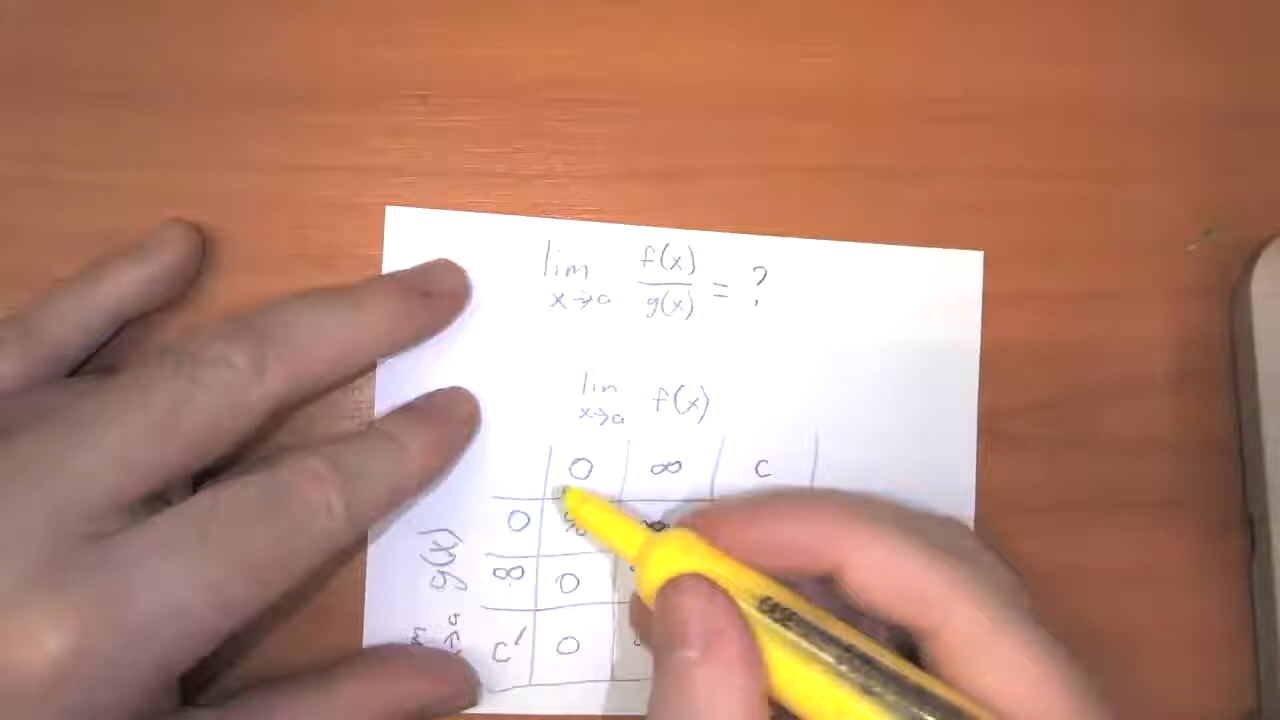 lim f(x)
x→a g(x) = ?
lim
x→a f(x)
0 ∞ c
0 ∞
∞ 0
c' 0
g(x)
x→a